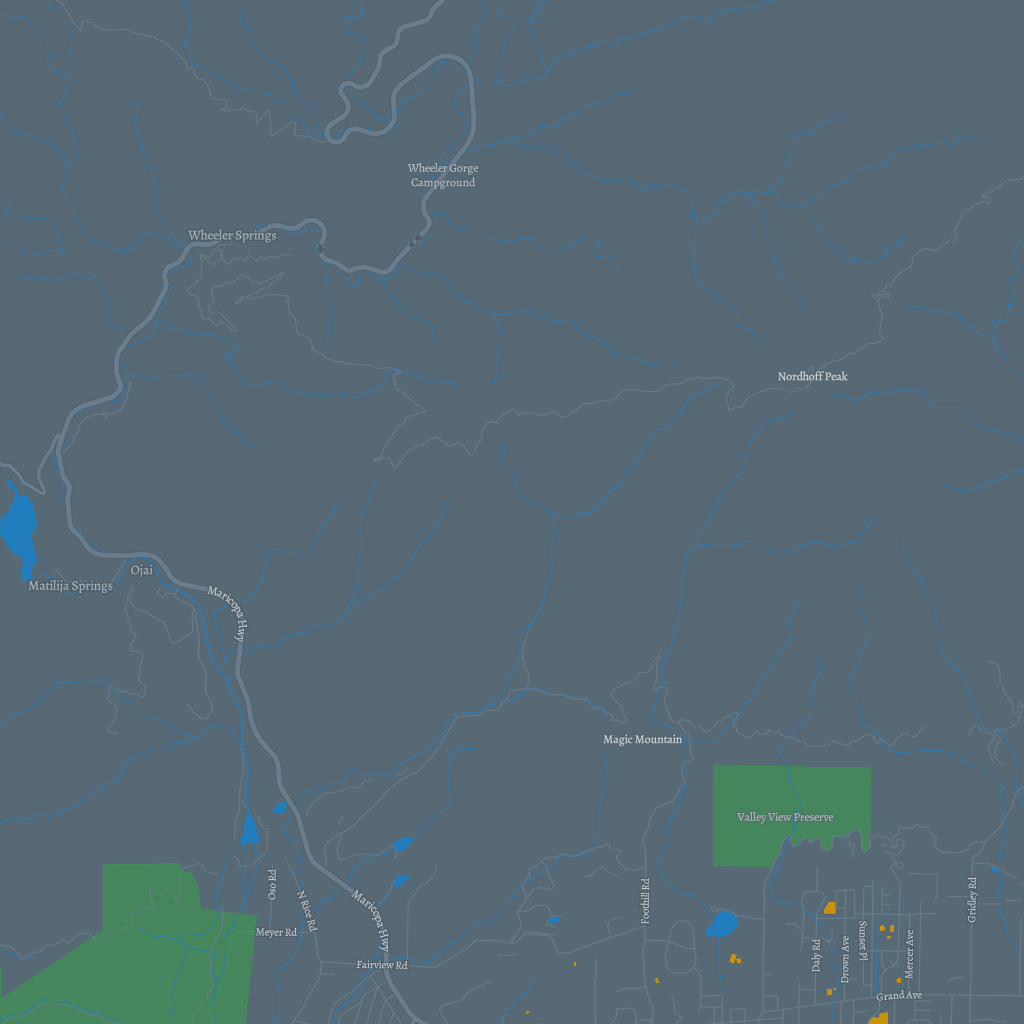 Wheeler Gorge
Campground
Wheeler Springs
Nordhoff Peak
Ojai
Matilija Springs
Maricopa Hwy
Magic Mountain
Valley View Preserve
Oso Rd
N Rice Rd
Maricopa Hwy
Foothill Rd
Gridley Rd
Meyer Rd
Fairview Rd
Daly Rd
Drown Ave
Sunset pl
Mercer Ave
Grand Ave